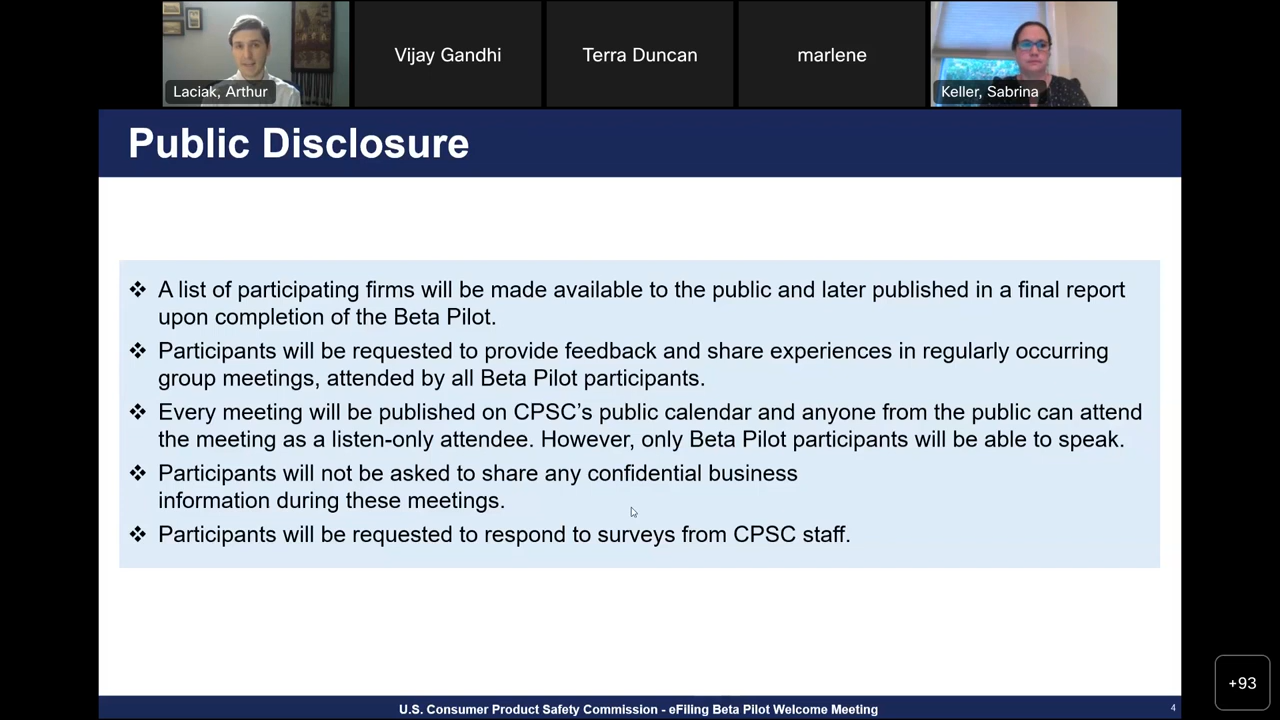 Laciak, Arthur
Vijay Gandhi
Terra Duncan
marlene
Keller, Sabrina
Public Disclosure
❖ A list of participating firms will be made available to the public and later published in a final report
upon completion of the Beta Pilot.
❖ Participants will be requested to provide feedback and share experiences in regularly occurring
group meetings, attended by all Beta Pilot participants.
❖ Every meeting will be published on CPSC’s public calendar and anyone from the public can attend
the meeting as a listen-only attendee. However, only Beta Pilot participants will be able to speak.
❖ Participants will not be asked to share any confidential business
information during these meetings.
❖ Participants will be requested to respond to surveys from CPSC staff.
+93
U.S. Consumer Product Safety Commission - eFiling Beta Pilot Welcome Meeting
4